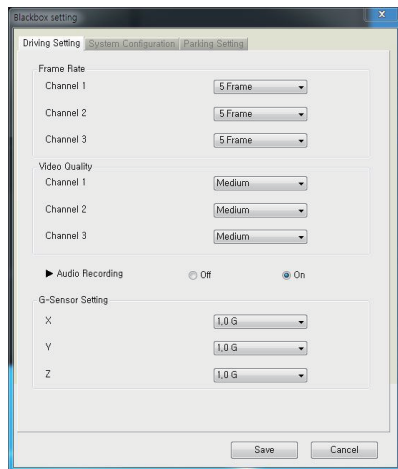 Blackbox setting
Driving Setting System Configuration Parking Setting
Frame Rate
Channel 1 5 Frame
Channel 2 5 Frame
Channel 3 5 Frame
Video Quality
Channel 1 Medium
Channel 2 Medium
Channel 3 Medium
▶ Audio Recording Off On
G-Sensor Setting
X 1,0 G
Y 1,0 G
Z 1,0 G
Save Cancel